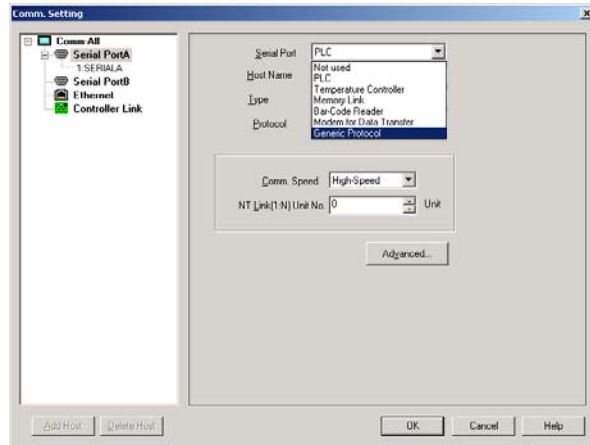 Comm. Setting
Comm All
Serial PortA
1:SERIALA
Serial PortB
Ethernet
Controller Link
Serial Port PLC
Not used
Host Name PLC
Temperature Controller
Type Memory Link
Bar-Code Reader
Protocol Modem for Data Transfer
Generic Protocol
Comm. Speed High-Speed
NT Link(1:N) Unit No. 0 Unit
Advanced...
Add Host Delete Host OK Cancel Help